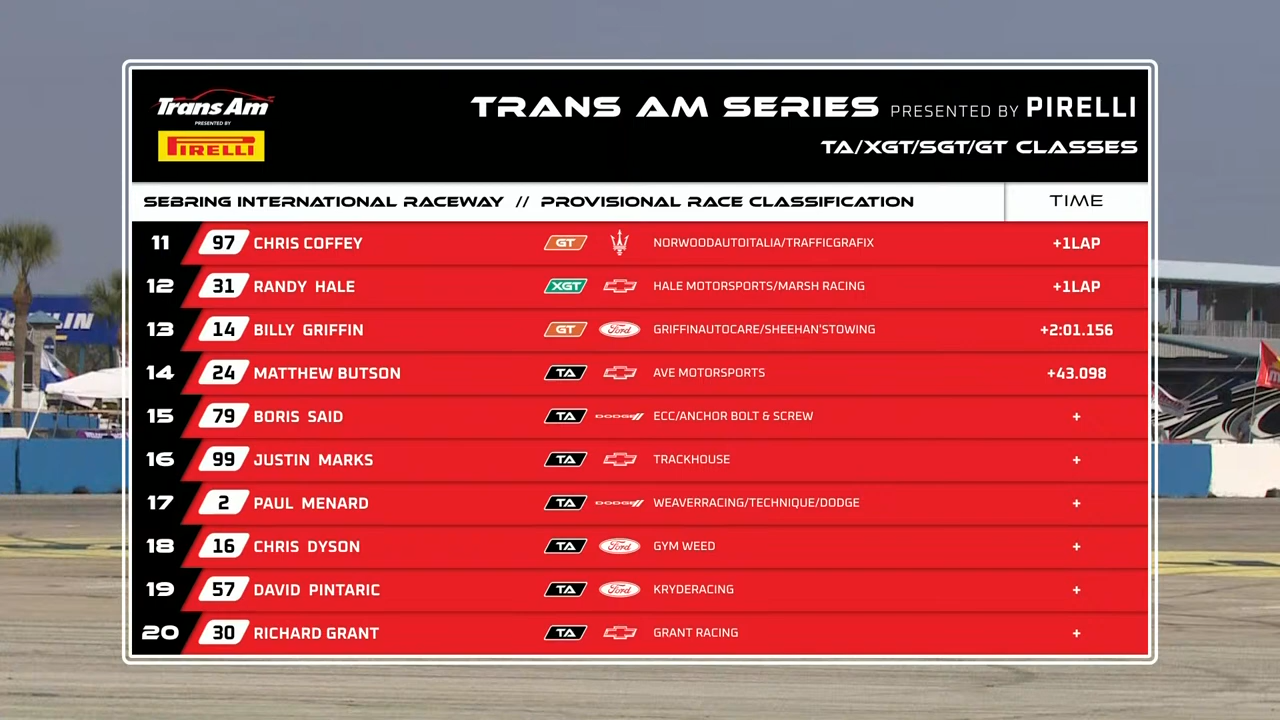 Trans Am
PRESENTED BY
PIRELLI
TRANS AM SERIES PRESENTED BY PIRELLI
TA/XGT/SGT/GT CLASSES
SEBRING INTERNATIONAL RACEWAY // PROVISIONAL RACE CLASSIFICATION TIME
11 97 CHRIS COFFEY GT NORWOODAUTOITALIA/TRAFFICGRAFIX +1LAP
12 31 RANDY HALE XGT HALE MOTORSPORTS/MARSH RACING +1LAP
13 14 BILLY GRIFFIN GT Ford GRIFFINAUTOCARE/SHEEHAN'STOWING +2:01.156
14 24 MATTHEW BUTSON TA AVE MOTORSPORTS +43.098
15 79 BORIS SAID TA DODGE ECC/ANCHOR BOLT & SCREW +
16 99 JUSTIN MARKS TA TRACKHOUSE +
17 2 PAUL MENARD TA DODGE WEAVERRACING/TECHNIQUE/DODGE +
18 16 CHRIS DYSON TA Ford GYM WEED +
19 57 DAVID PINTARIC TA Ford KRYDERACING +
20 30 RICHARD GRANT TA GRANT RACING +